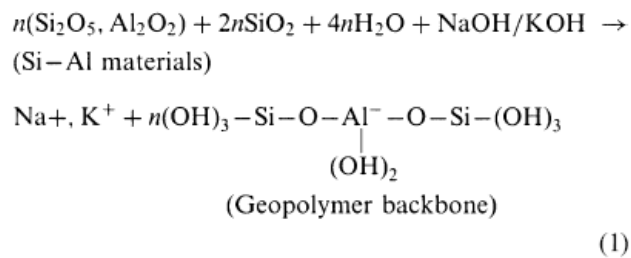 n(Si₂O₅, Al₂O₂) + 2nSiO₂ + 4nH₂O + NaOH/KOH →
(Si−Al materials)
Na+, K⁺ + n(OH)₃−Si−O−Al⁻−O−Si−(OH)₃
|
(OH)₂
(Geopolymer backbone)
(1)